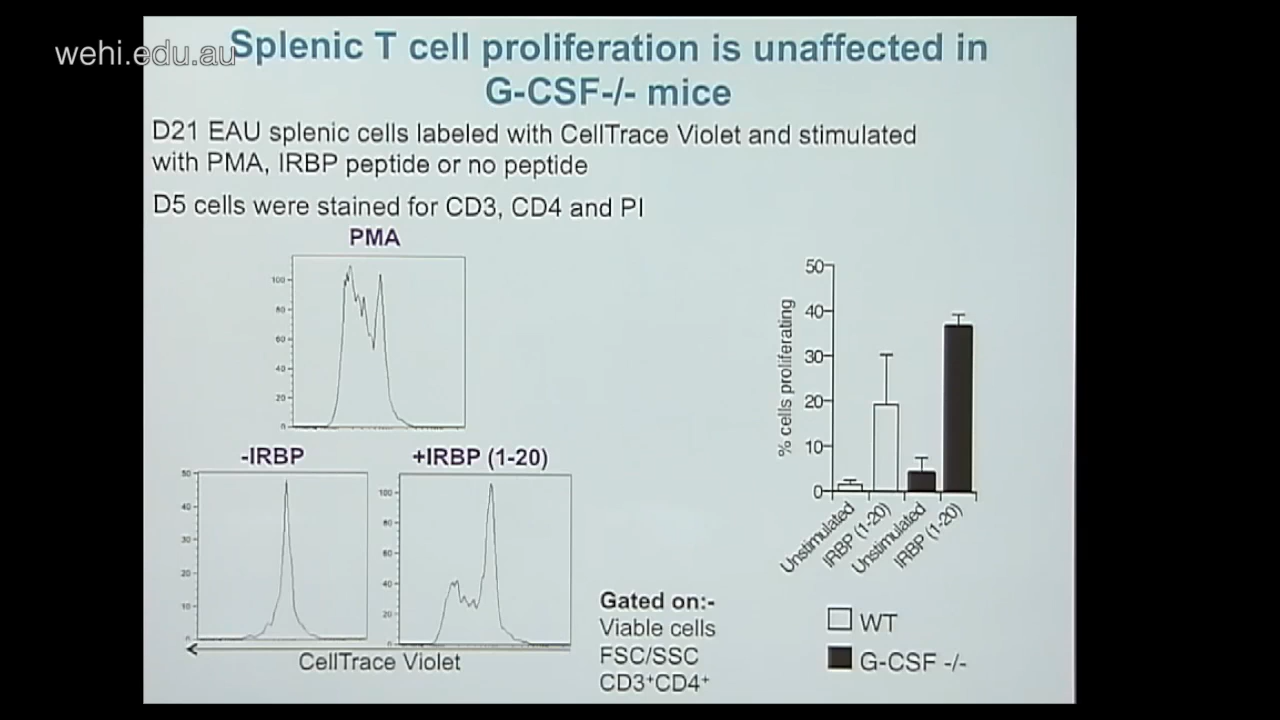 wehi.edu.au
Splenic T cell proliferation is unaffected in
G-CSF-/- mice
D21 EAU splenic cells labeled with CellTrace Violet and stimulated
with PMA, IRBP peptide or no peptide
D5 cells were stained for CD3, CD4 and PI
PMA
100
80
60
40
20
0
-IRBP
50
40
30
20
10
0
+IRBP (1-20)
100
80
60
40
20
0
CellTrace Violet
Gated on:-
Viable cells
FSC/SSC
CD3⁺CD4⁺
% cells proliferating
50
40
30
20
10
0
Unstimulated
IRBP (1-20)
Unstimulated
IRBP (1-20)
WT
G-CSF -/-